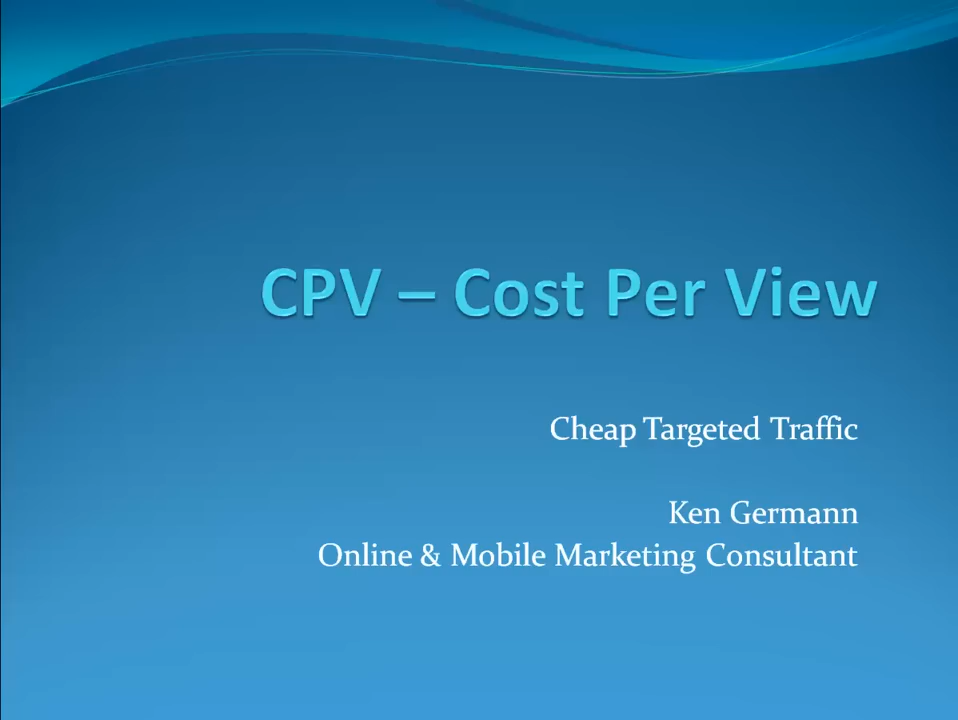 CPV – Cost Per View
Cheap Targeted Traffic
Ken Germann
Online & Mobile Marketing Consultant